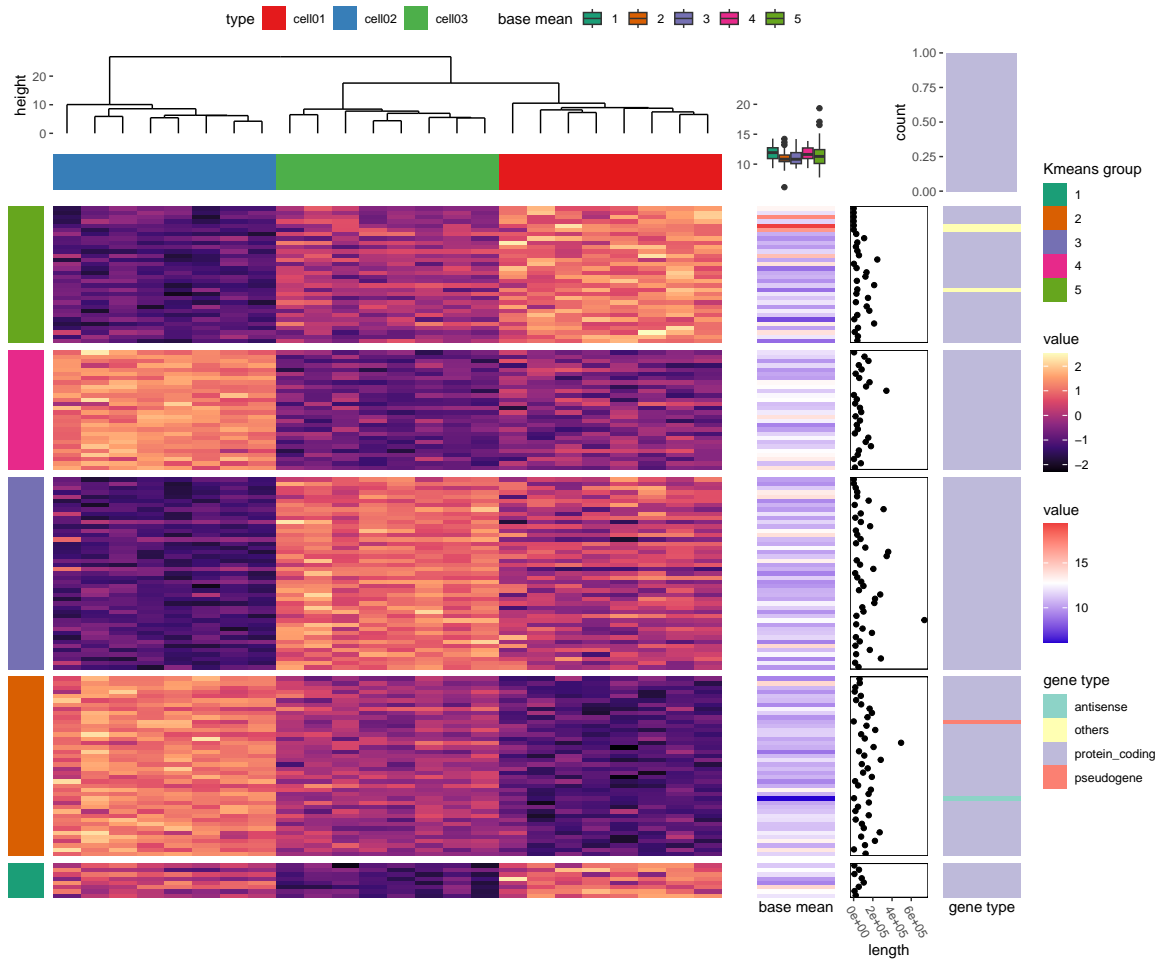 type cell01 cell02 cell03 base mean 1 2 3 4 5
height
20
10
0
20
15
10
count
1.00
0.75
0.50
0.25
0.00
Kmeans group
1
2
3
4
5
value
2
1
0
−1
−2
value
15
10
gene type
antisense
others
protein_coding
pseudogene
base mean
0e+00
2e+05
4e+05
6e+05
length
gene type